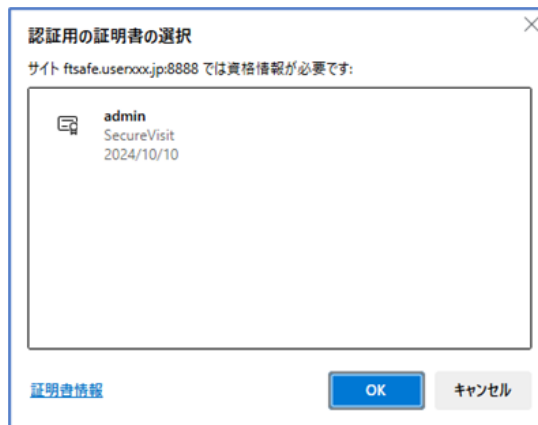 認証用の証明書の選択
サイト ftsafe.userxxx.jp:8888 では資格情報が必要です:
admin
SecureVisit
2024/10/10
証明書情報
OK
キャンセル